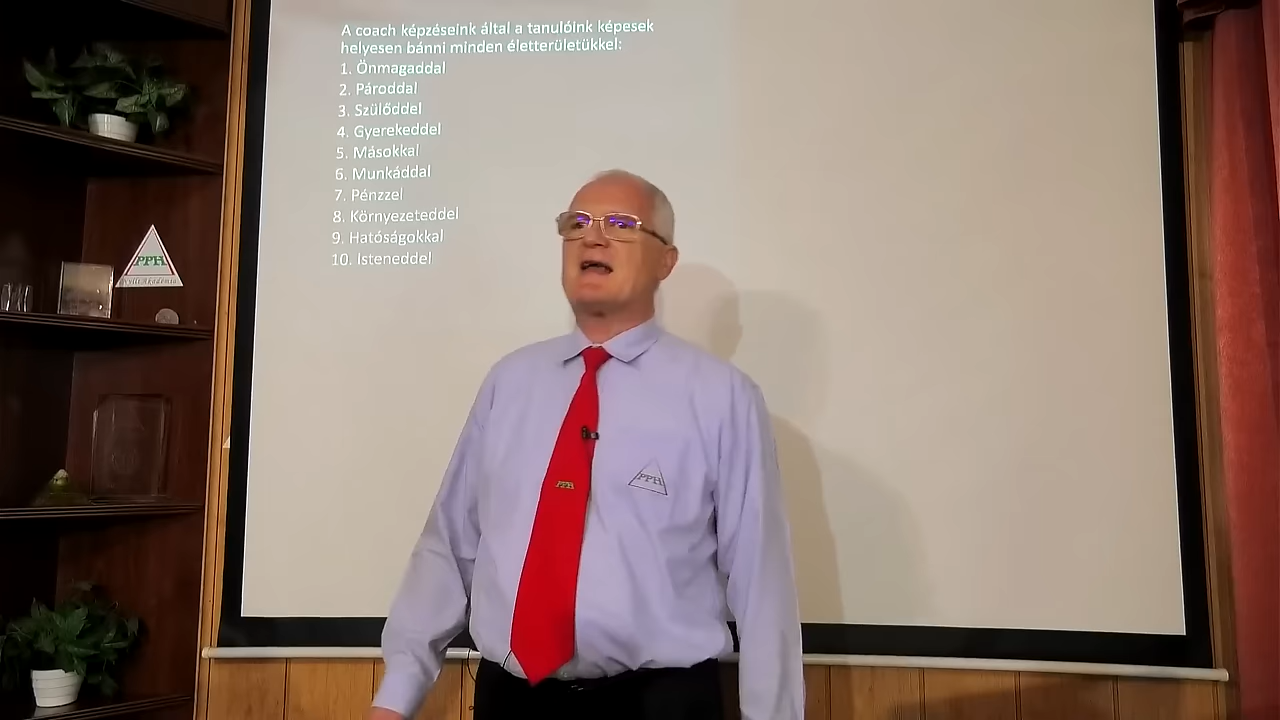 A coach képzéseink által a tanulóink képesek
helyesen bánni minden életterületükkel:
1. Önmagaddal
2. Pároddal
3. Szülőddel
4. Gyerekeddel
5. Másokkal
6. Munkáddal
7. Pénzzel
8. Környezeteddel
9. Hatóságokkal
10. Isteneddel
PPH
PPH
PPH